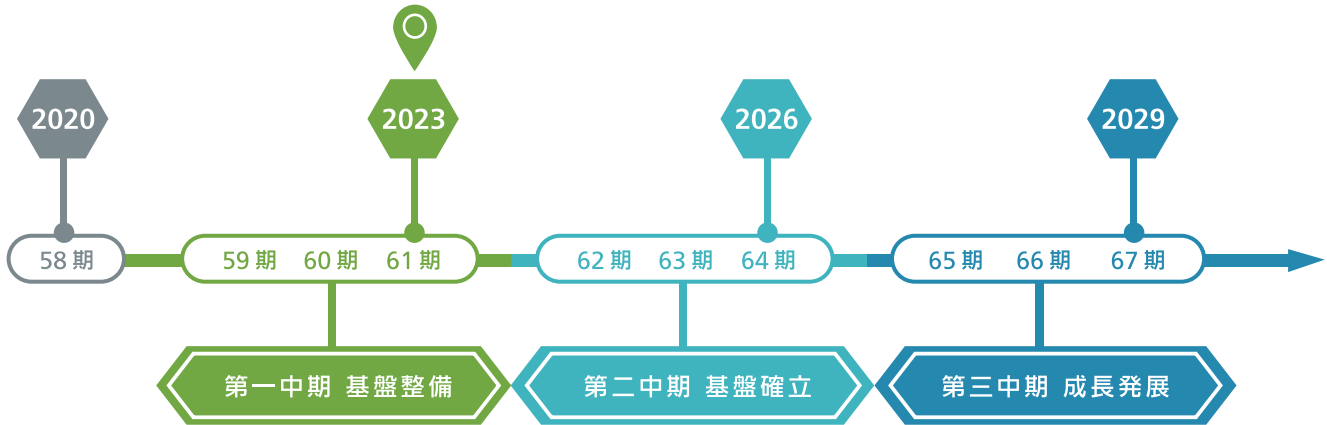 2020
2023
2026
2029
58期
59期 60期 61期
62期 63期 64期
65期 66期 67期
第一中期 基盤整備
第二中期 基盤確立
第三中期 成長発展